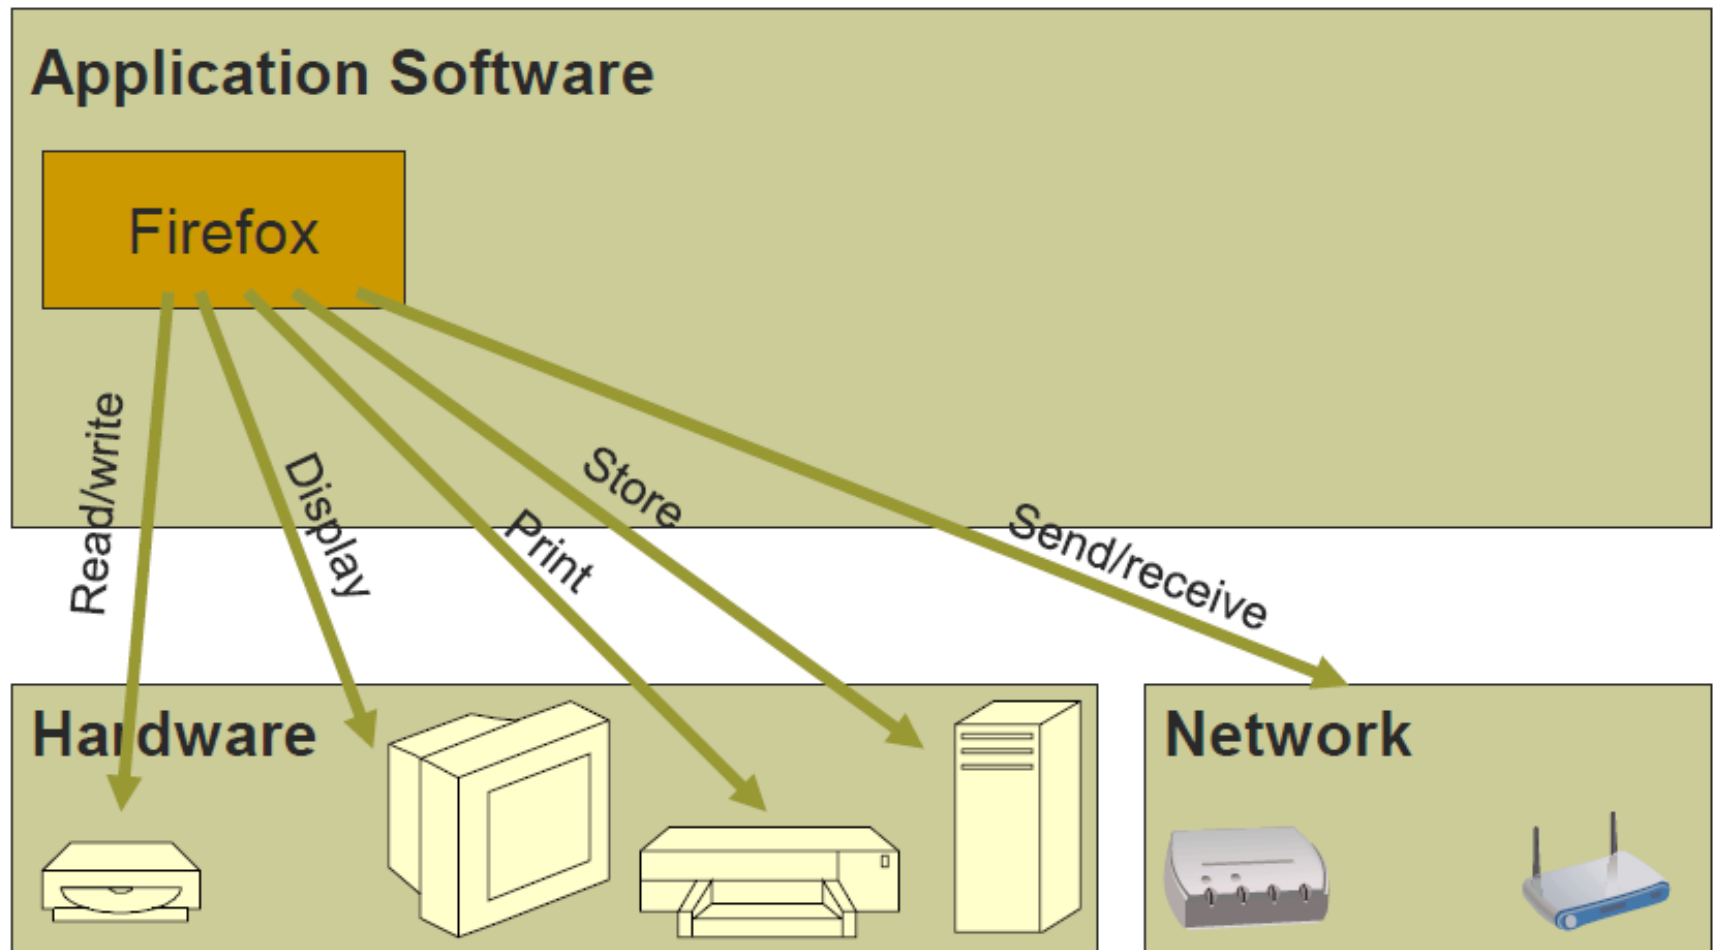 Application Software
Firefox
Read/write
Display
Print
Store
Send/receive
Hardware
Network